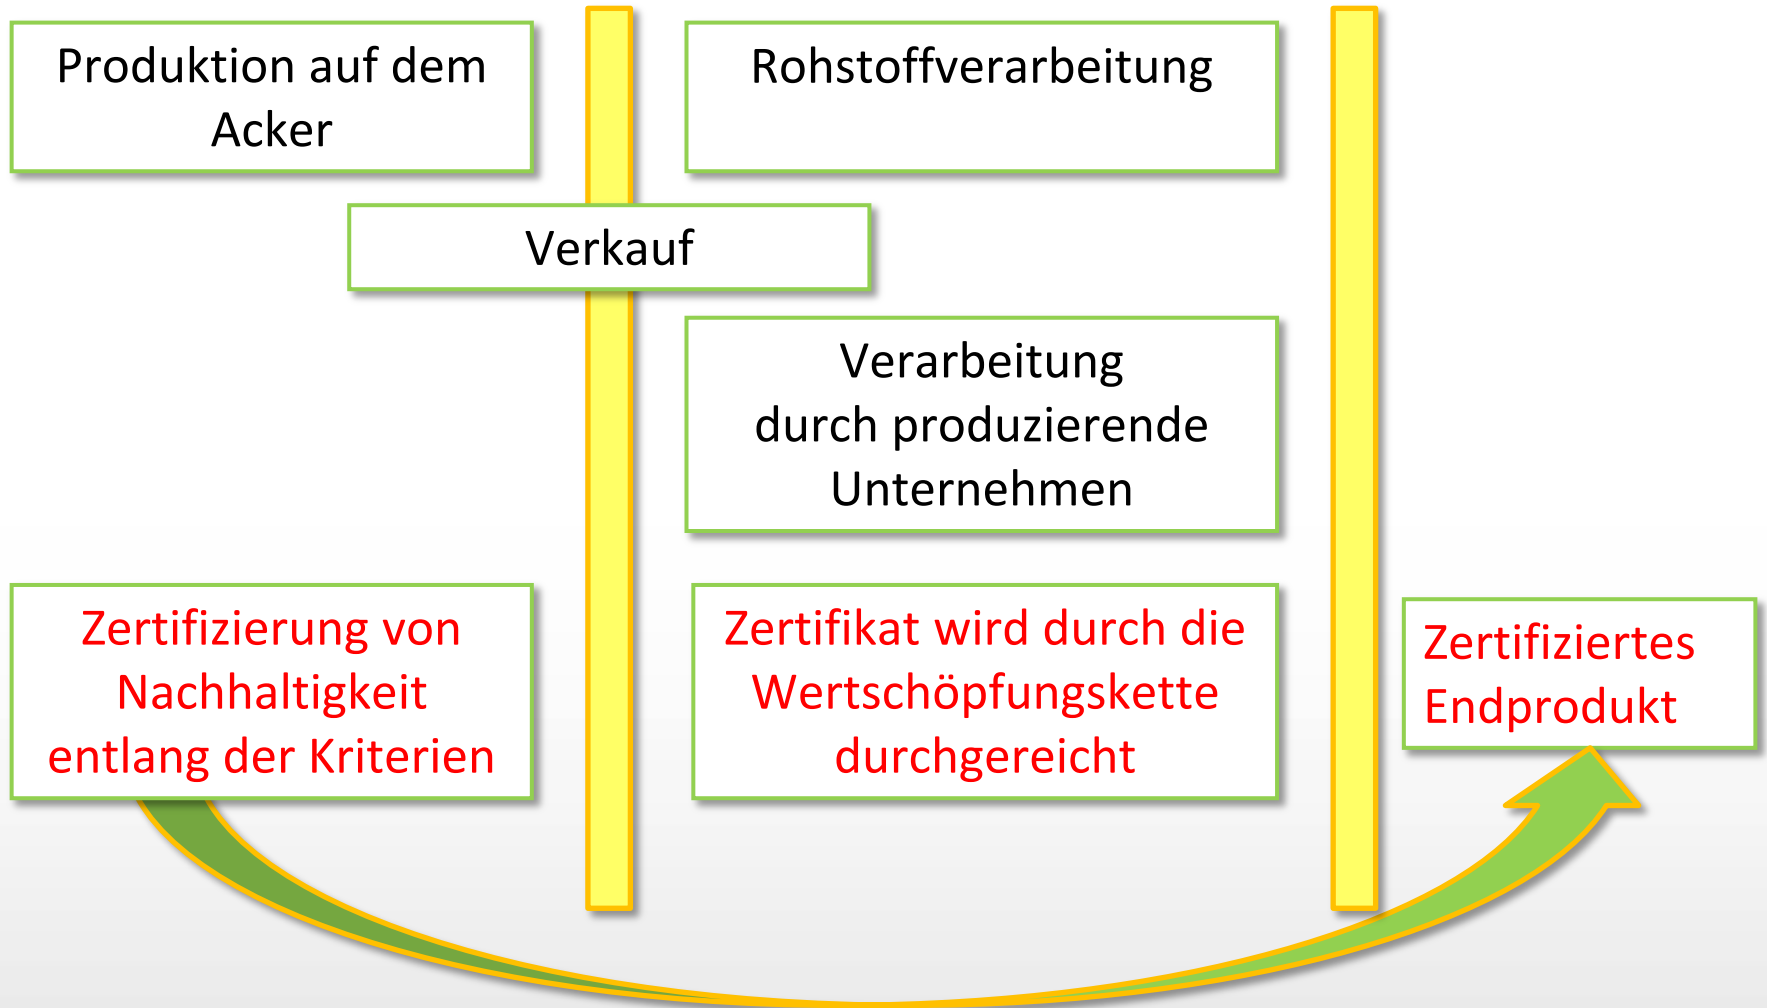 Produktion auf dem
Acker
Rohstoffverarbeitung
Verkauf
Verarbeitung
durch produzierende
Unternehmen
Zertifizierung von
Nachhaltigkeit
entlang der Kriterien
Zertifikat wird durch die
Wertschöpfungskette
durchgereicht
Zertifiziertes
Endprodukt